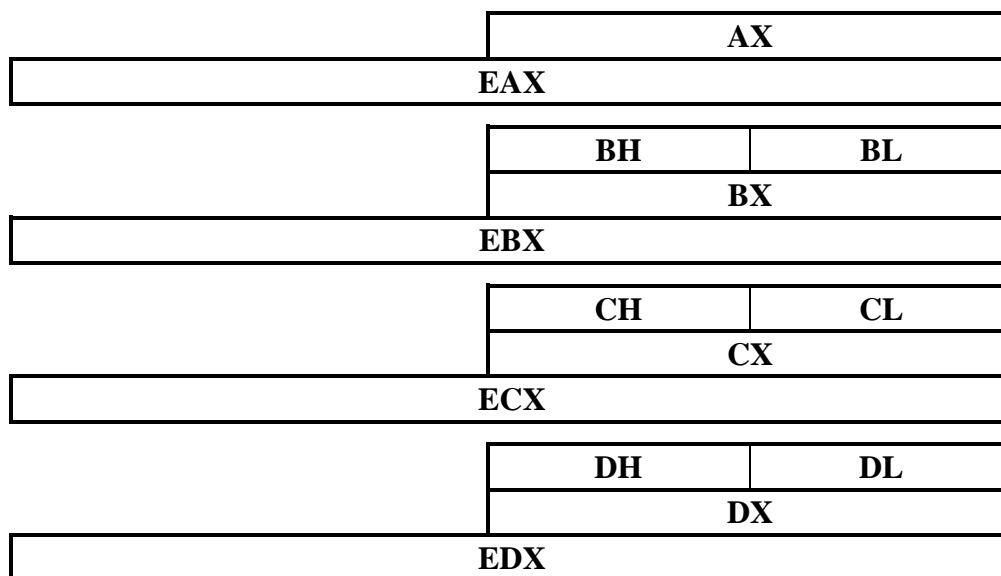 AX
EAX
BH BL
BX
EBX
CH CL
CX
ECX
DH DL
DX
EDX